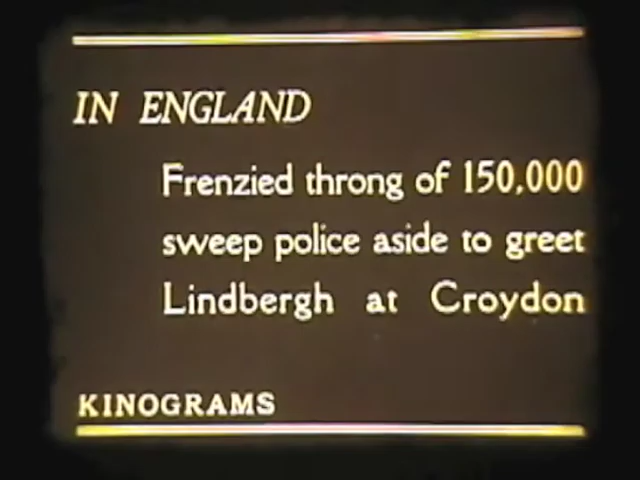 IN ENGLAND
Frenzied throng of 150,000
sweep police aside to greet
Lindbergh at Croydon
KINOGRAMS